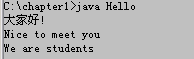 C:\chapter1>java Hello
大家好!
Nice to meet you
We are students